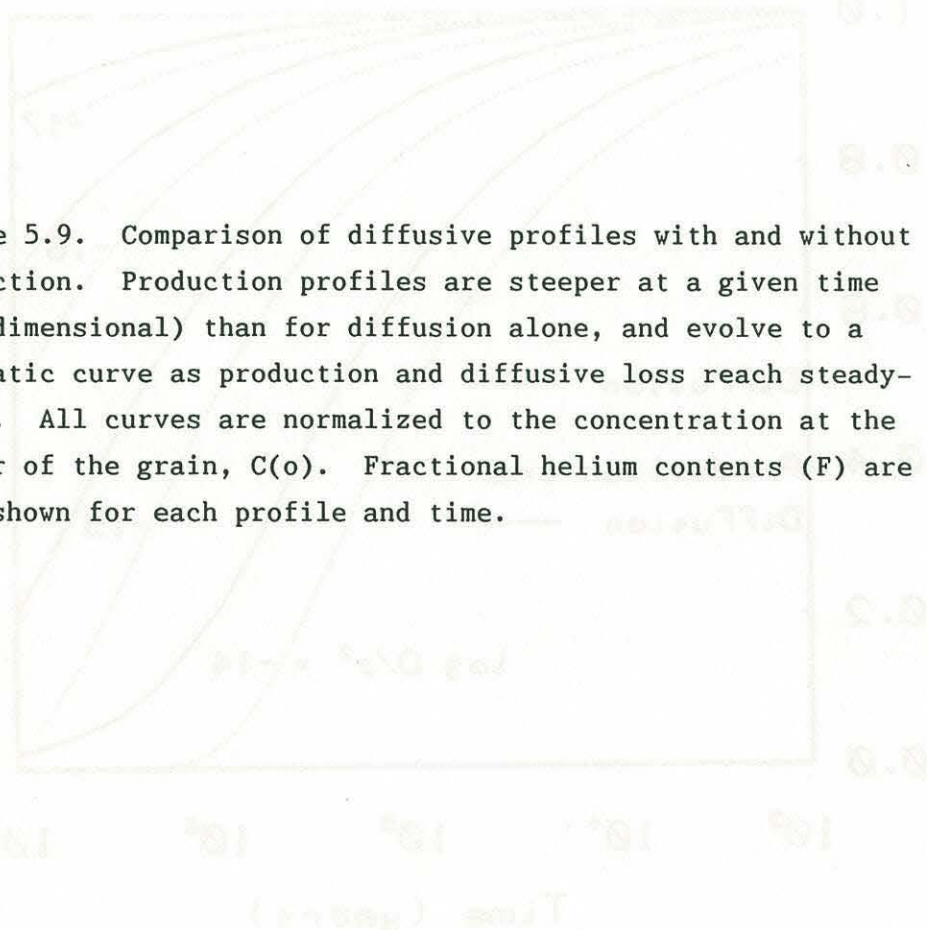 e 5.9. Comparison of diffusive profiles with and without
ction. Production profiles are steeper at a given time
dimensional) than for diffusion alone, and evolve to a
atic curve as production and diffusive loss reach steady-
. All curves are normalized to the concentration at the
r of the grain, C(o). Fractional helium contents (F) are
shown for each profile and time.